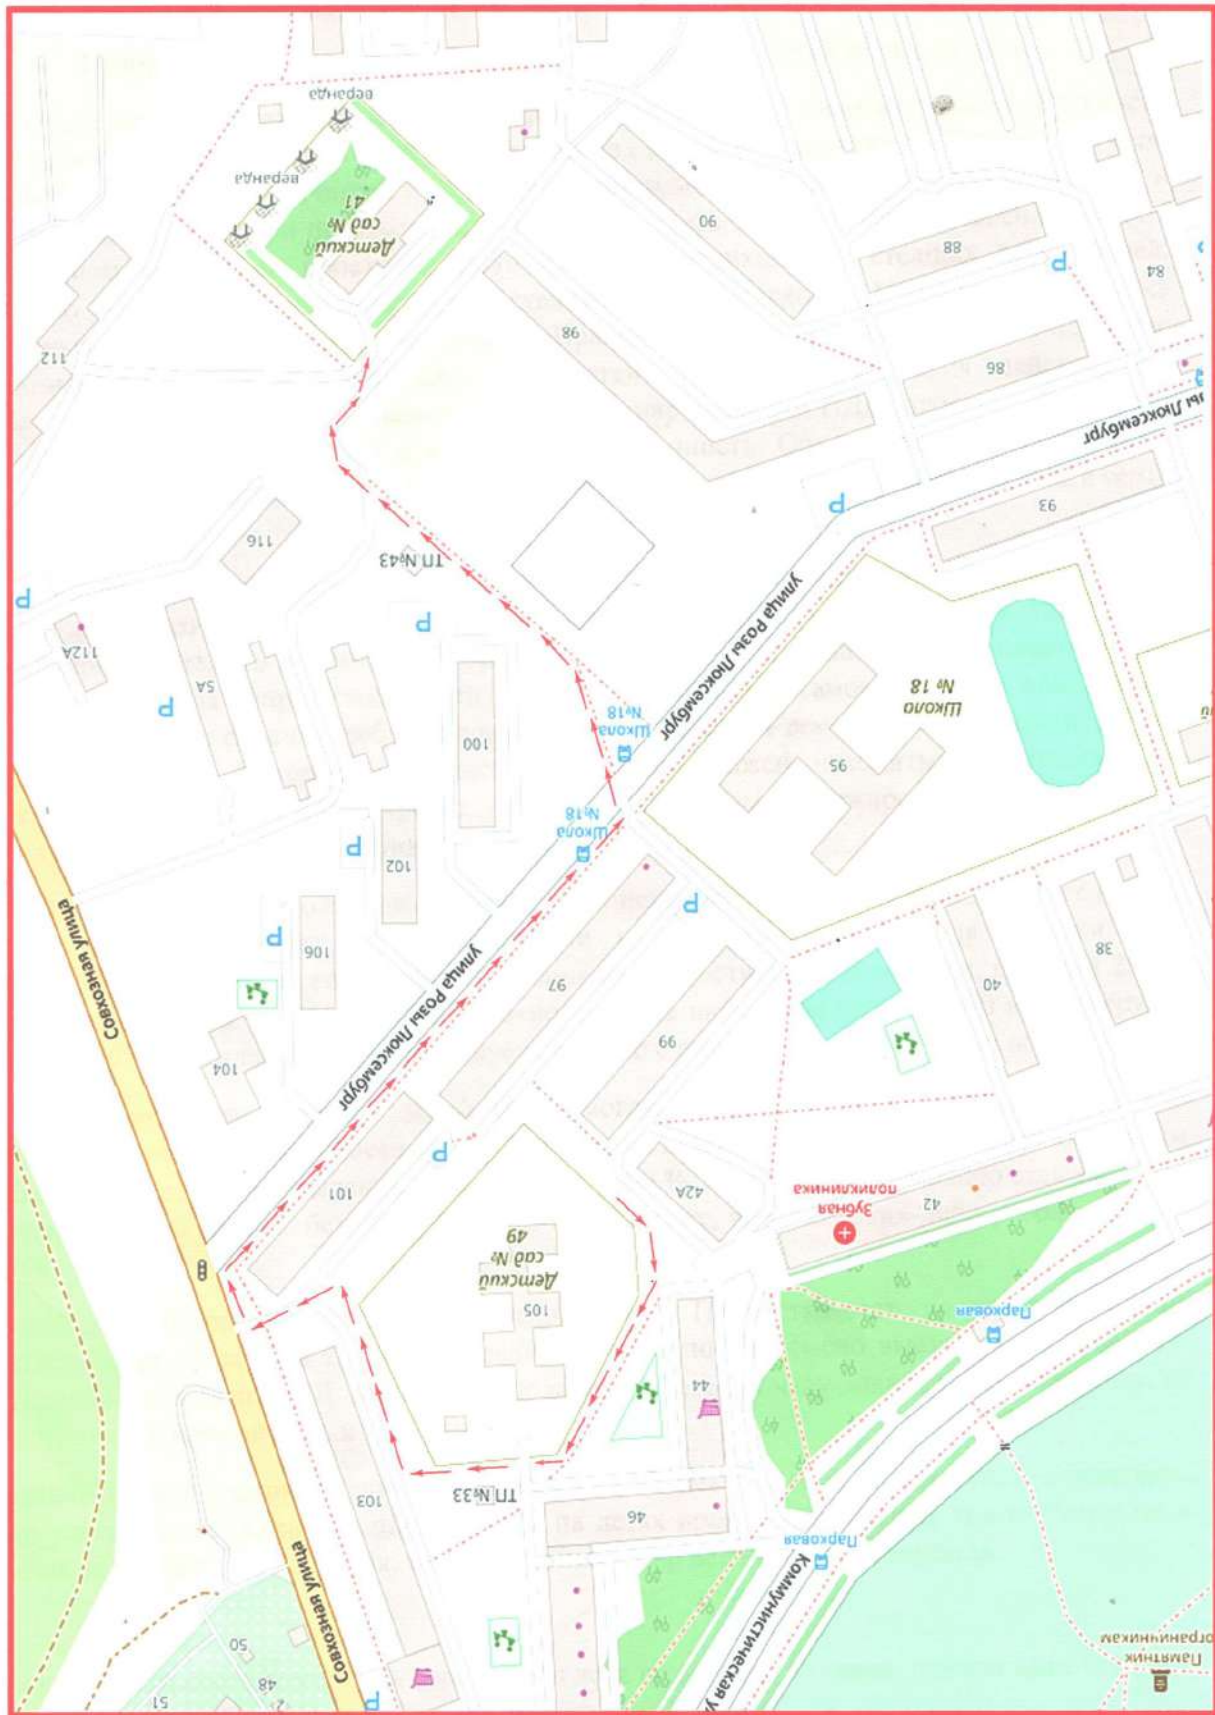 Памятник
ограничникам
P
51
48
50
Совхозная улица
Коммунистическая у
Парковая
46
ТП №33
103
44
Парковая
105
Детский
сад №
49
42
Зубная
поликлиника
42А
101
P
99
97
104
улица Розы Люксембург
38
40
106
P
Совхозная улица
P
102
P
Школа
№18
95
Школа
№ 18
Школа
№18
100
P
5А
112А
улица Розы Люксембург
P
ТП №43
116
P
93
P
зы Люксембург
86
98
112
84
P
88
90
Детский
сад №
41
веранда
веранда